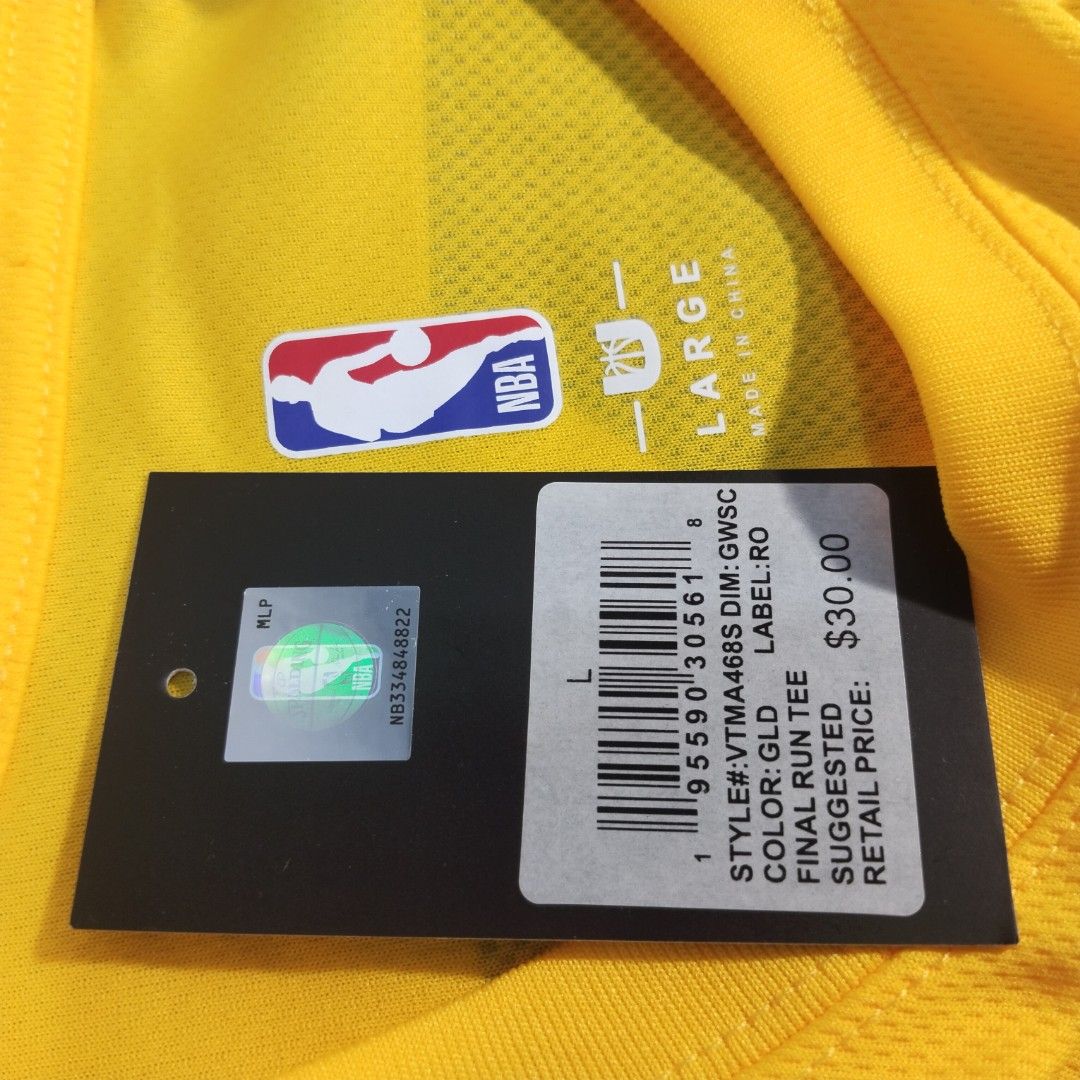 NBA
U
LARGE
MADE IN CHINA
MLP
NBA
NB334848822
L
1 95590 30561 8
STYLE#:VTMA468S DIM:GWSC
COLOR:GLD LABEL:RO
FINAL RUN TEE
SUGGESTED
RETAIL PRICE: $30.00